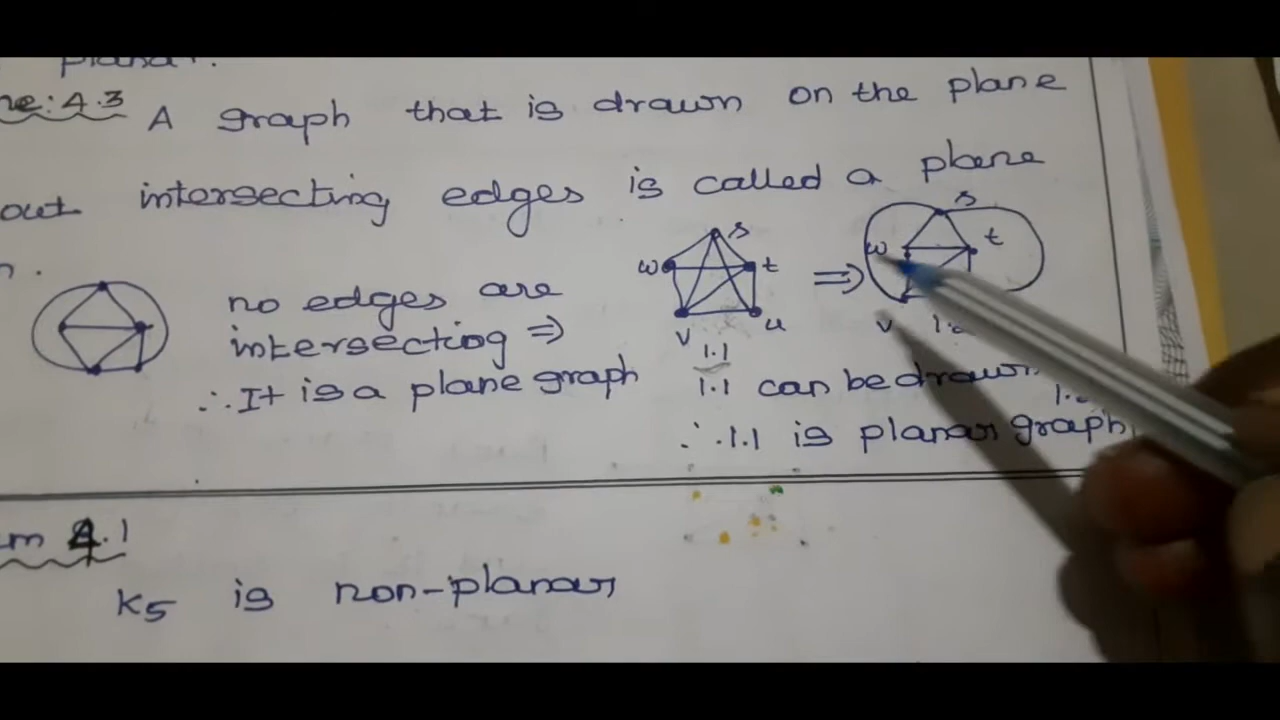 A graph that is drawn on the plane
out intersecting edges is called a plane
no edges are
intersecting ⇒
∴ It is a plane graph
s
w t
v u
1.1
⇒
s
w t
v
1.1 can be drawn
∴ 1.1 is planar graph
4.1
K5 is non-planar